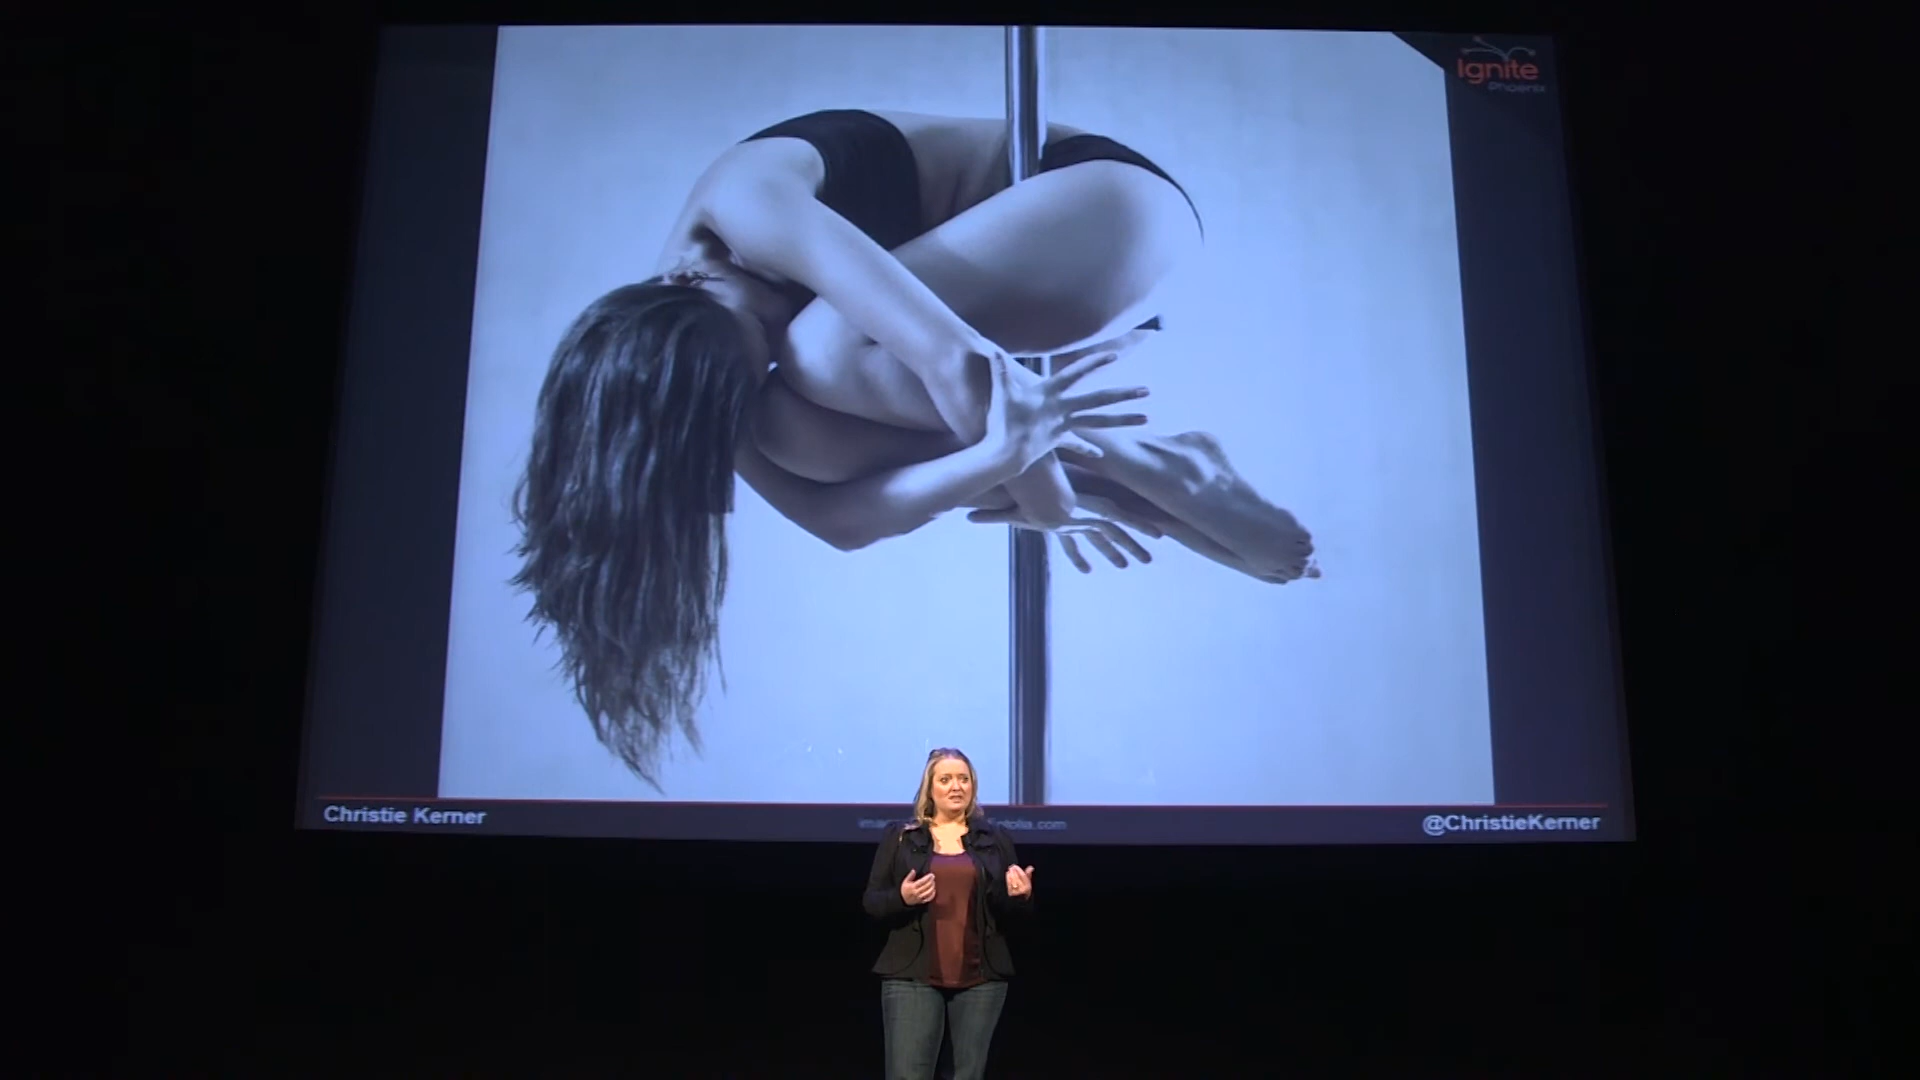 Ignite
Phoenix
Christie Kerner
@ChristieKerner